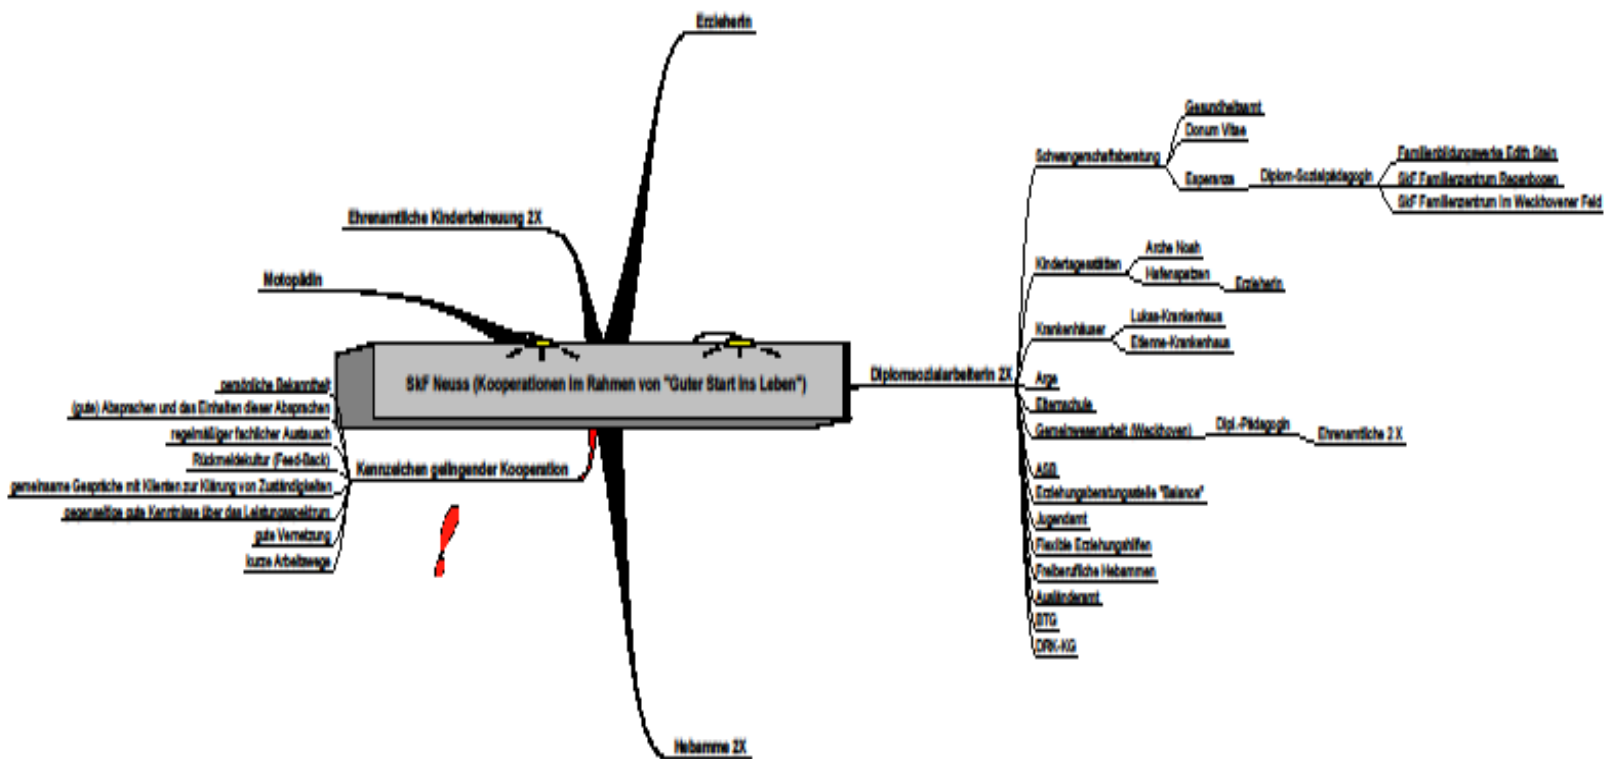 ErzieherIn
Ehrenamtliche Kinderbetreuung 2X
MotopädIn
SkF Neuss (Kooperationen im Rahmen von "Guter Start ins Leben")
Kennzeichen gelingender Kooperation
persönliche Bekanntheit
(gute) Absprachen und das Einhalten dieser Absprachen
regelmäßiger fachlicher Austausch
Rückmeldekultur (Feed-Back)
gemeinsame Gespräche mit Klienten zur Klärung von Zuständigkeiten
gegenseitige gute Kenntnisse über das Leistungsspektrum
gute Vernetzung
kurze Arbeitswege
Hebamme 2X
DiplomsozialarbeiterIn 2X
Schwangerschaftsberatung
Gesundheitsamt
Donum Vitae
Esperanza
Diplom-SozialpädagogIn
Familienbildungswerke Edith Stein
SkF Familienzentrum Regenbogen
SkF Familienzentrum im Weckhovener Feld
Kindertagesstätten
Arche Noah
Hafenspatzen
ErzieherIn
Krankenhäuser
Lukas-Krankenhaus
Etienne-Krankenhaus
Arge
Elternschule
Gemeinwesenarbeit (Weckhoven)
Dipl.-PädagogIn
Ehrenamtliche 2 X
ASD
Erziehungsberatungsstelle "Balance"
Jugendamt
Flexible Erziehungshilfen
Freiberufliche Hebammen
Ausländeramt
BTG
DRK-KG